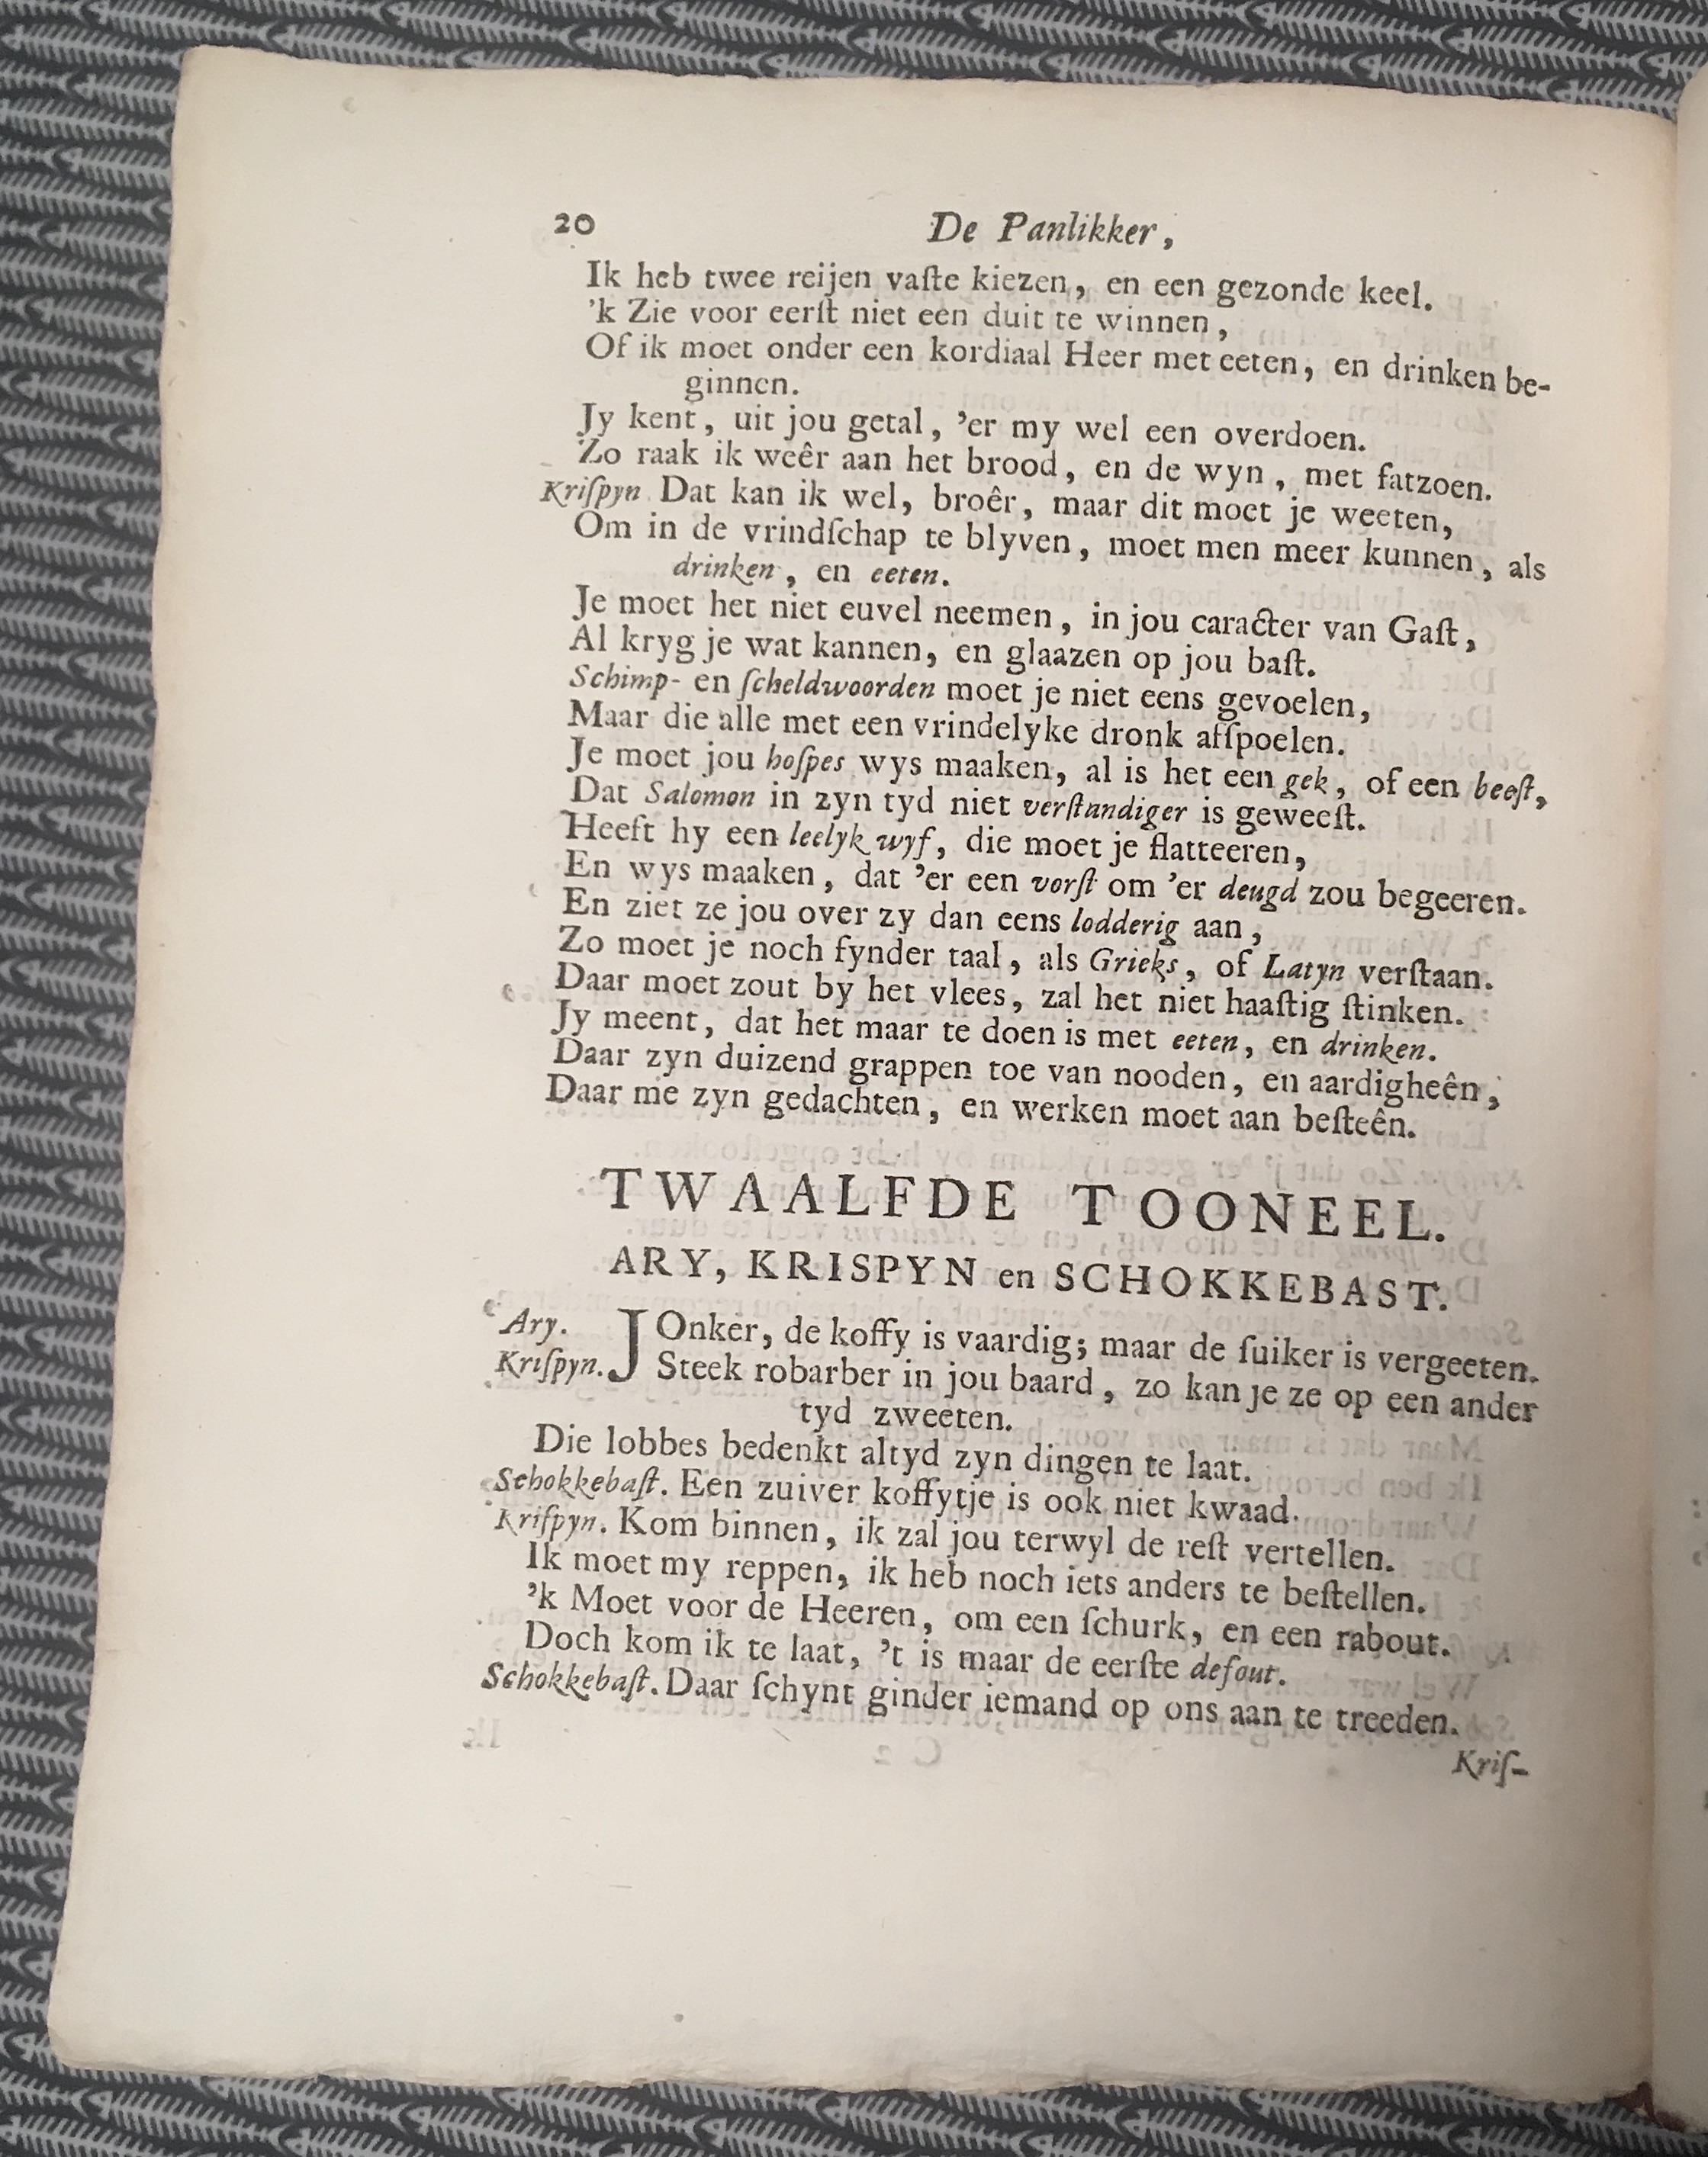 20 De Panlikker,
Ik heb twee reijen vaſte kiezen, en een gezonde keel.
'k Zie voor eerſt niet een duit te winnen,
Of ik moet onder een kordiaal Heer met eeten, en drinken be-
ginnen.
Jy kent, uit jou getal, 'er my wel een overdoen.
Zo raak ik weêr aan het brood, en de wyn, met fatzoen.
Kriſpyn Dat kan ik wel, broêr, maar dit moet je weeten,
Om in de vrindſchap te blyven, moet men meer kunnen, als
drinken, en eeten.
Je moet het niet euvel neemen, in jou caracter van Gaſt,
Al kryg je wat kannen, en glaazen op jou baſt.
Schimp- en ſcheldwoorden moet je niet eens gevoelen,
Maar die alle met een vrindelyke dronk afſpoelen.
Je moet jou hoſpes wys maaken, al is het een gek, of een beeſt,
Dat Salomon in zyn tyd niet verſtandiger is geweeſt.
Heeft hy een leelyk wyf, die moet je flatteeren,
En wys maaken, dat 'er een vorſt om 'er deugd zou begeeren.
En ziet ze jou over zy dan eens lodderig aan,
Zo moet je noch fynder taal, als Grieks, of Latyn verſtaan.
Daar moet zout by het vlees, zal het niet haaſtig ſtinken.
Jy meent, dat het maar te doen is met eeten, en drinken.
Daar zyn duizend grappen toe van nooden, en aardigheên,
Daar me zyn gedachten, en werken moet aan beſteên.
TWAALFDE TOONEEL.
ARY, KRISPYN en SCHOKKEBAST.
Ary. JOnker, de koffy is vaardig; maar de ſuiker is vergeeten.
Kriſpyn. Steek robarber in jou baard, zo kan je ze op een ander
tyd zweeten.
Die lobbes bedenkt altyd zyn dingen te laat.
Schokkebaſt. Een zuiver koffytje is ook niet kwaad.
Kriſpyn. Kom binnen, ik zal jou terwyl de reſt vertellen.
Ik moet my reppen, ik heb noch iets anders te beſtellen.
'k Moet voor de Heeren, om een ſchurk, en een rabout.
Doch kom ik te laat, 't is maar de eerſte defout.
Schokkebaſt. Daar ſchynt ginder iemand op ons aan te treeden.
Kriſ-